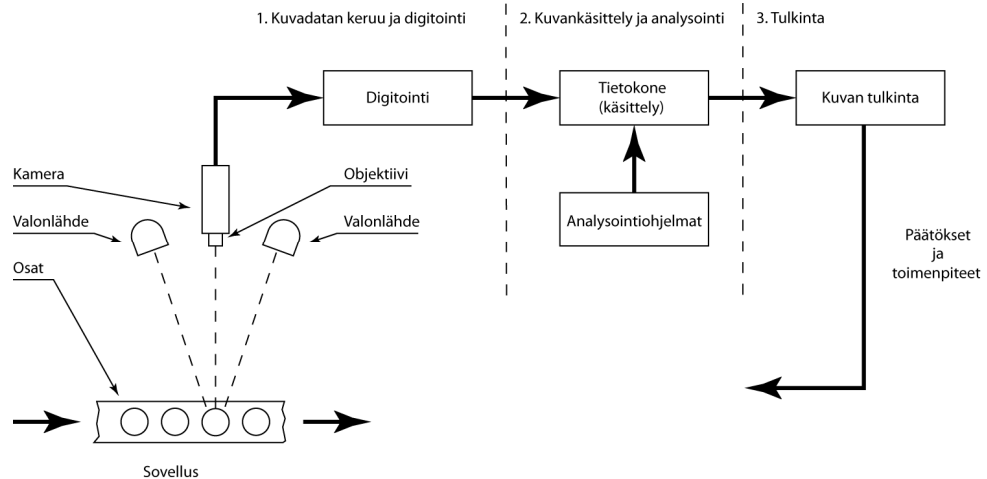 1. Kuvadatan keruu ja digitointi
2. Kuvankäsittely ja analysointi
3. Tulkinta
Digitointi
Tietokone
(käsittely)
Kuvan tulkinta
Kamera
Objektiivi
Valonlähde
Valonlähde
Analysointiohjelmat
Päätökset
ja
toimenpiteet
Osat
Sovellus